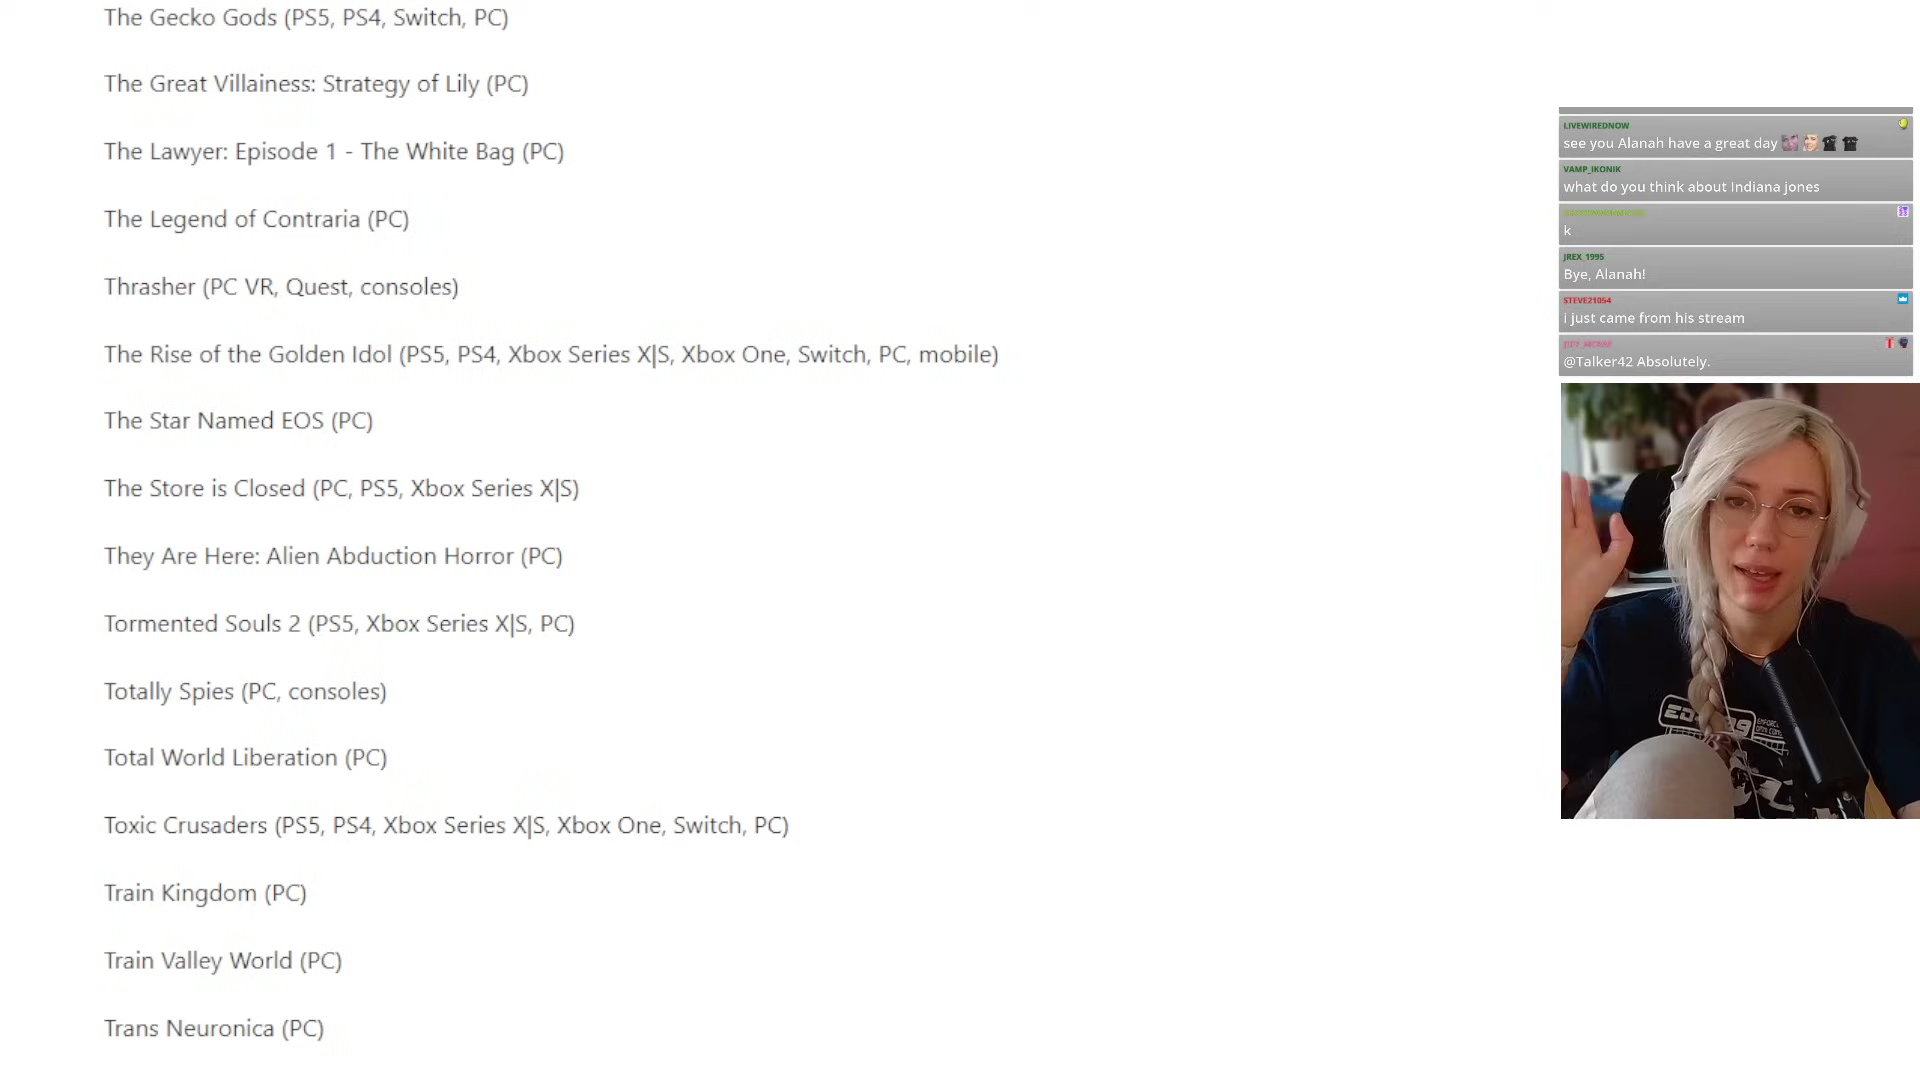 The Gecko Gods (PS5, PS4, Switch, PC)
The Great Villainess: Strategy of Lily (PC)
The Lawyer: Episode 1 - The White Bag (PC)
The Legend of Contraria (PC)
Thrasher (PC VR, Quest, consoles)
The Rise of the Golden Idol (PS5, PS4, Xbox Series X|S, Xbox One, Switch, PC, mobile)
The Star Named EOS (PC)
The Store is Closed (PC, PS5, Xbox Series X|S)
They Are Here: Alien Abduction Horror (PC)
Tormented Souls 2 (PS5, Xbox Series X|S, PC)
Totally Spies (PC, consoles)
Total World Liberation (PC)
Toxic Crusaders (PS5, PS4, Xbox Series X|S, Xbox One, Switch, PC)
Train Kingdom (PC)
Train Valley World (PC)
Trans Neuronica (PC)
LIVEWIREDNOW
see you Alanah have a great day
VAMP_IKONIK
what do you think about Indiana jones
k
JREX_1995
Bye, Alanah!
STEVE21054
i just came from his stream
@Talker42 Absolutely.